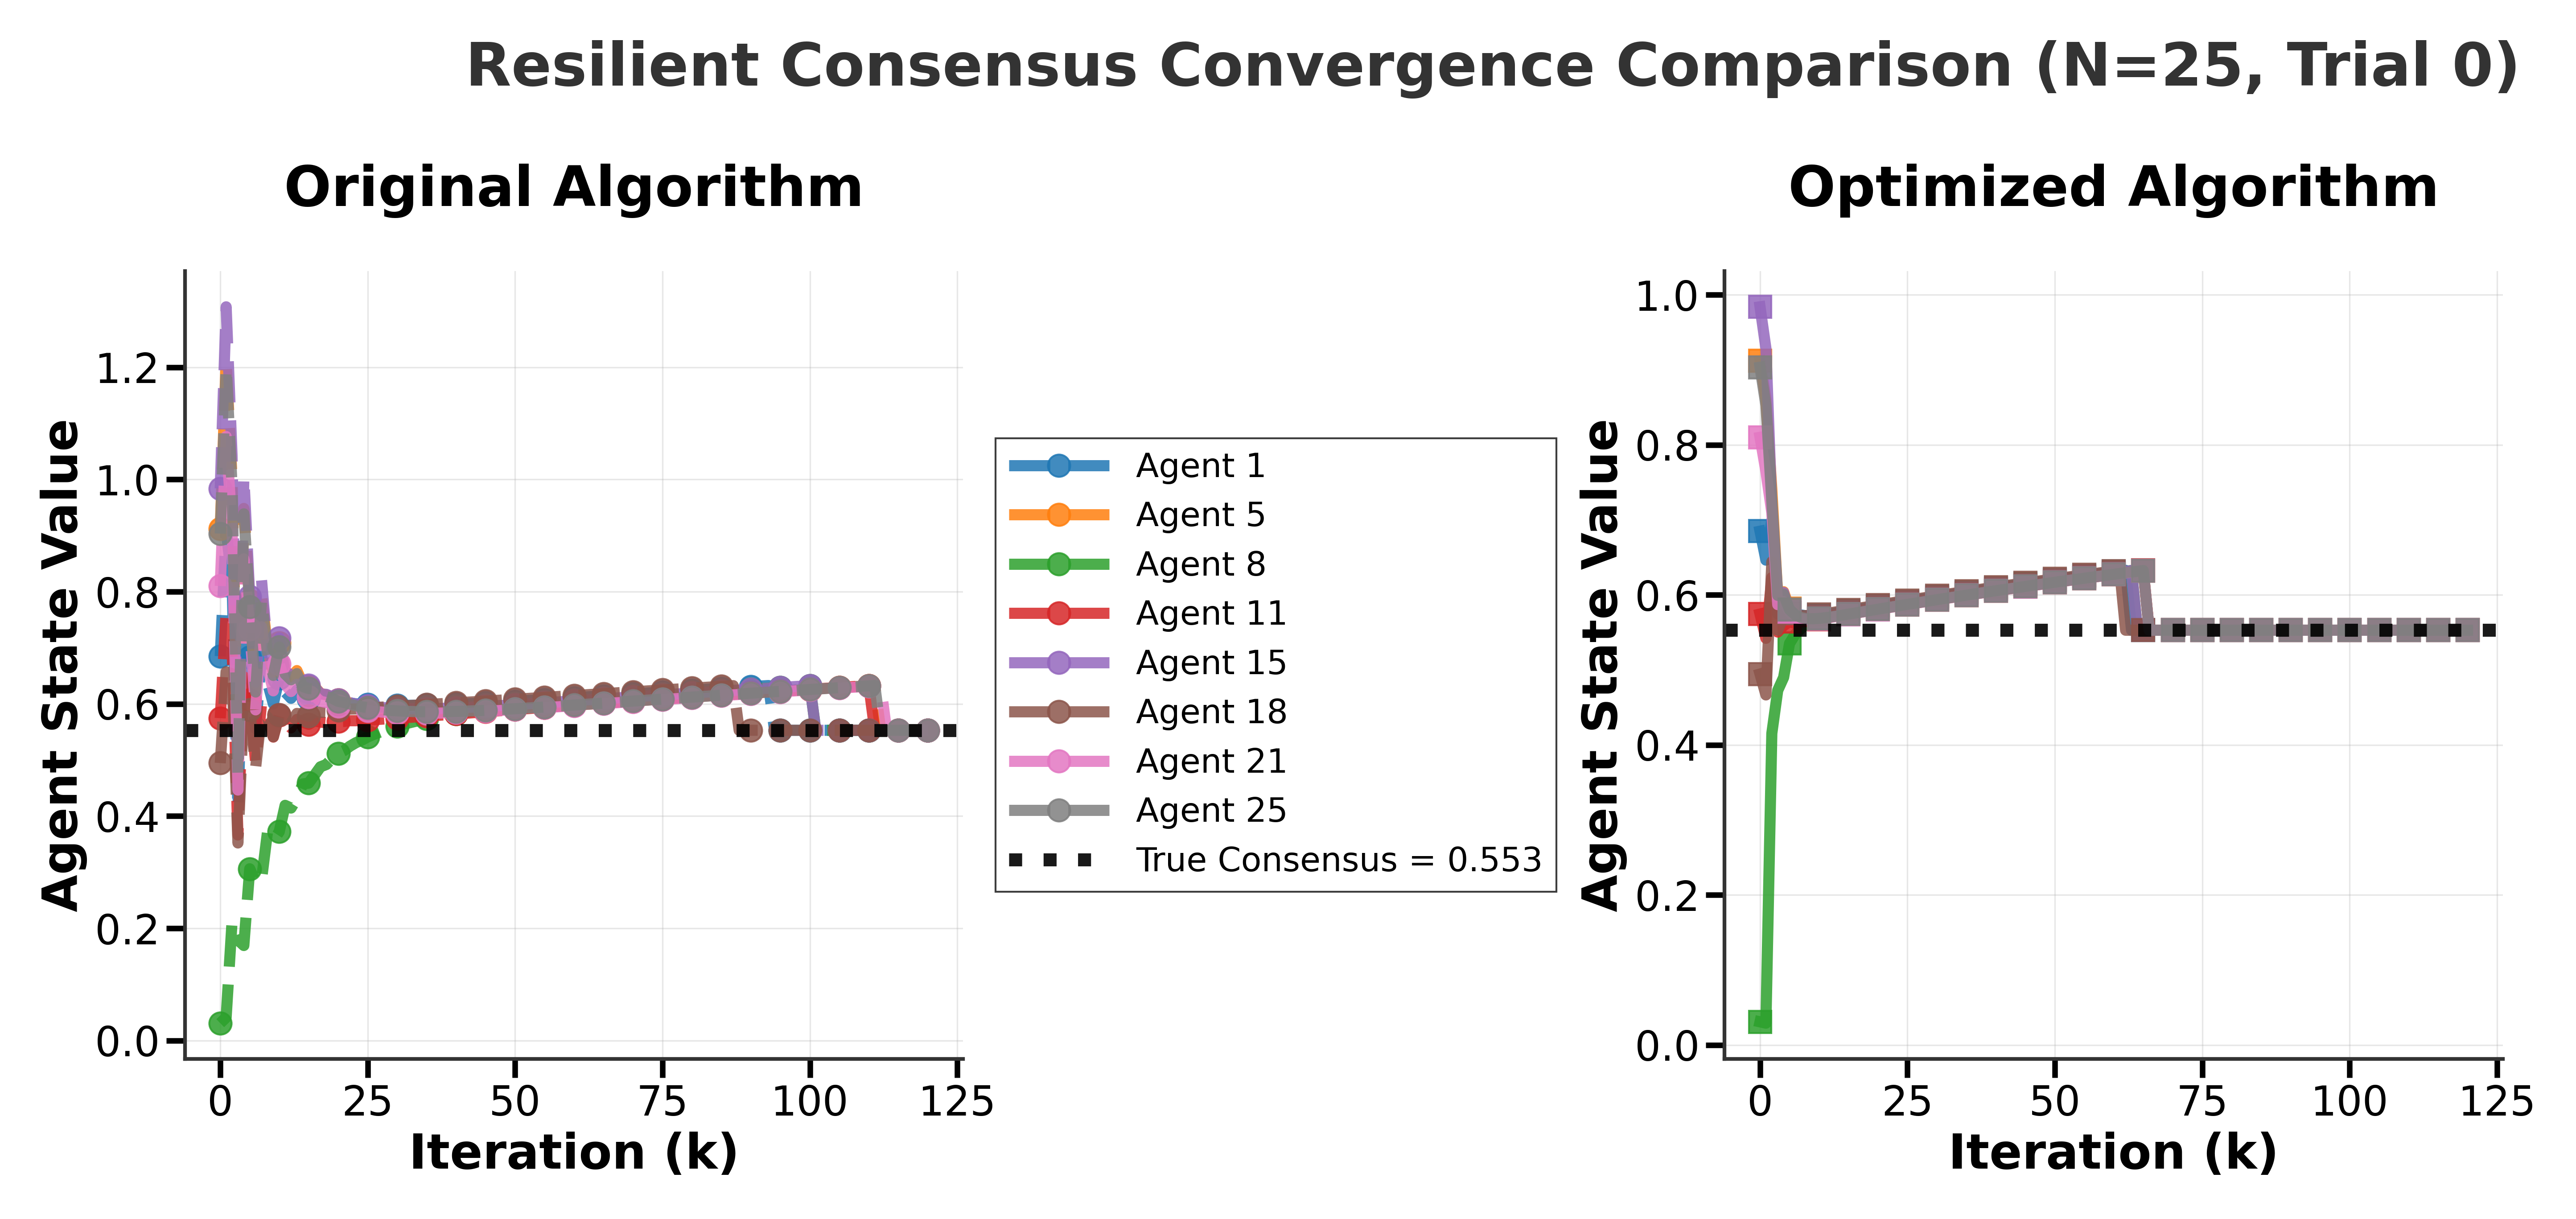 Resilient Consensus Convergence Comparison (N=25, Trial 0)
Original Algorithm
Agent State Value
1.2
1.0
0.8
0.6
0.4
0.2
0.0
0 25 50 75 100 125
Iteration (k)
Agent 1
Agent 5
Agent 8
Agent 11
Agent 15
Agent 18
Agent 21
Agent 25
True Consensus = 0.553
Optimized Algorithm
Agent State Value
1.0
0.8
0.6
0.4
0.2
0.0
0 25 50 75 100 125
Iteration (k)